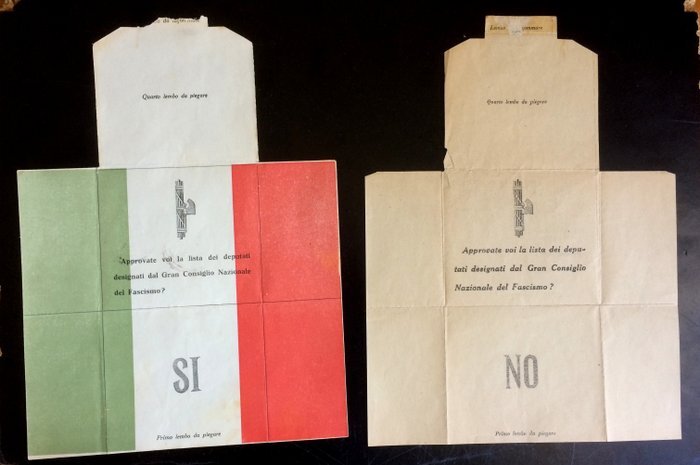 da ingommare
Quarto lembo da piegare
Approvate voi la lista dei deputati
designati dal Gran Consiglio Nazionale
del Fascismo?
SI
Primo lembo da piegare
Quarto lembo da piegare
Approvate voi la lista dei depu-
tati designati dal Gran Consiglio
Nazionale del Fascismo?
NO
Primo lembo da piegare